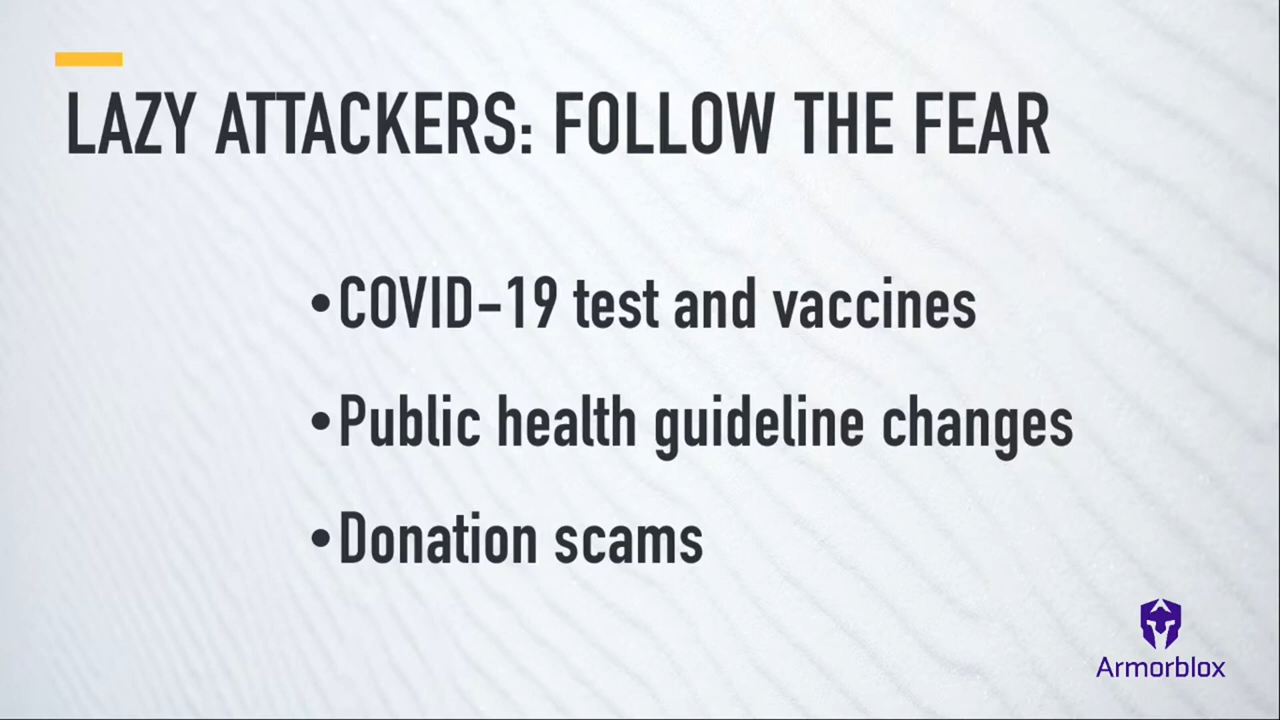 LAZY ATTACKERS: FOLLOW THE FEAR
•COVID-19 test and vaccines
•Public health guideline changes
•Donation scams
Armorblox